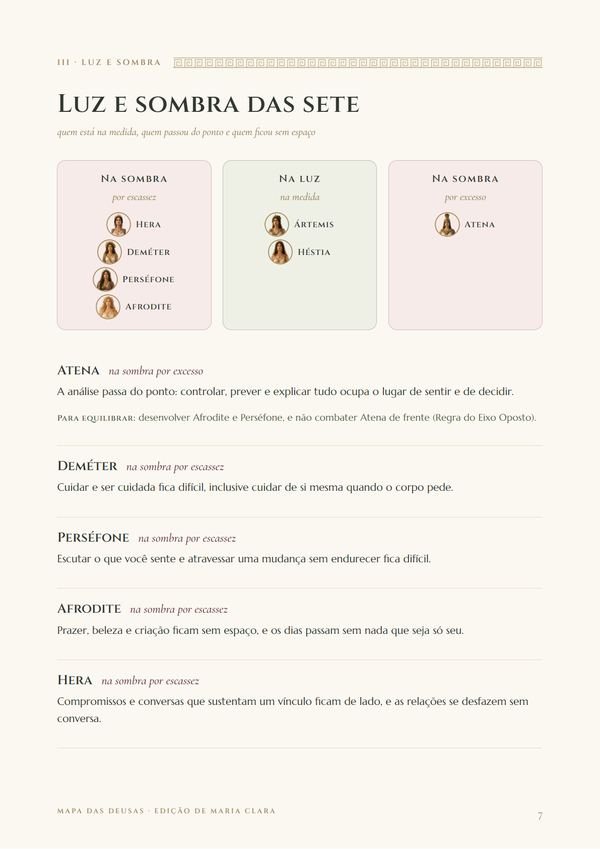 III · LUZ E SOMBRA
LUZ E SOMBRA DAS SETE
quem está na medida, quem passou do ponto e quem ficou sem espaço
NA SOMBRA
por escassez
HERA
DEMÉTER
PERSÉFONE
AFRODITE
NA LUZ
na medida
ÁRTEMIS
HÉSTIA
NA SOMBRA
por excesso
ATENA
ATENA na sombra por excesso
A análise passa do ponto: controlar, prever e explicar tudo ocupa o lugar de sentir e de decidir.
PARA EQUILIBRAR: desenvolver Afrodite e Perséfone, e não combater Atena de frente (Regra do Eixo Oposto).
DEMÉTER na sombra por escassez
Cuidar e ser cuidada fica difícil, inclusive cuidar de si mesma quando o corpo pede.
PERSÉFONE na sombra por escassez
Escutar o que você sente e atravessar uma mudança sem endurecer fica difícil.
AFRODITE na sombra por escassez
Prazer, beleza e criação ficam sem espaço, e os dias passam sem nada que seja só seu.
HERA na sombra por escassez
Compromissos e conversas que sustentam um vínculo ficam de lado, e as relações se desfazem sem
conversa.
MAPA DAS DEUSAS · EDIÇÃO DE MARIA CLARA
7